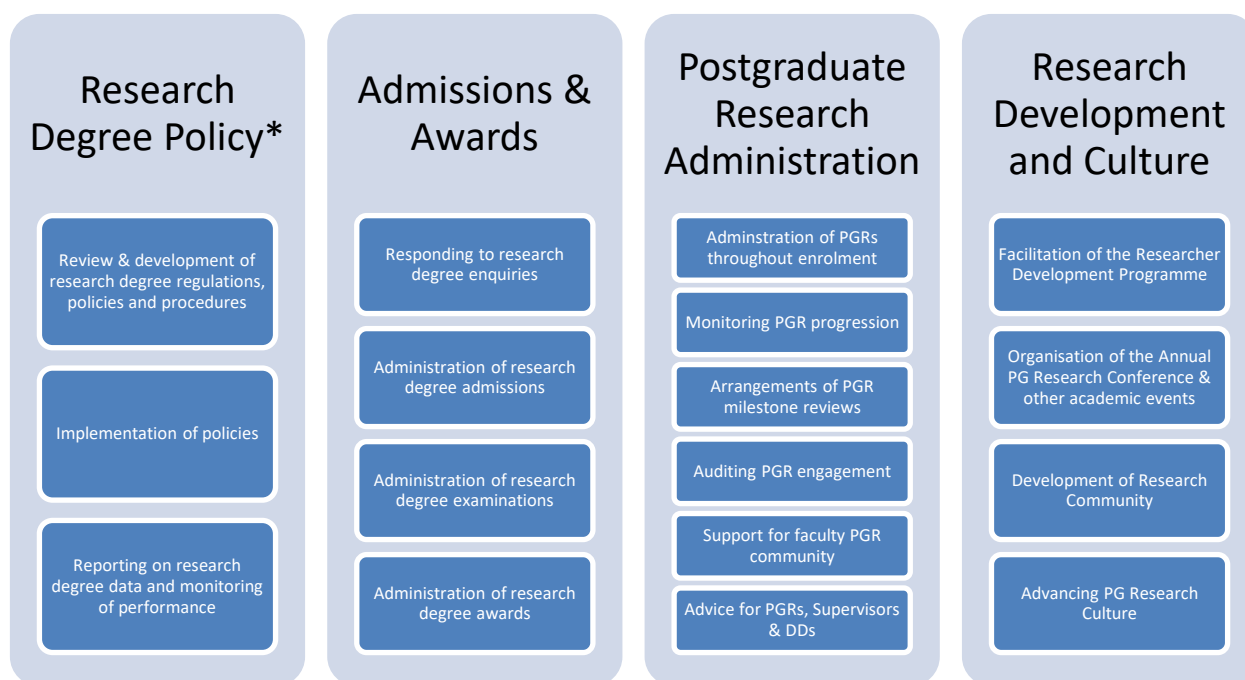 Research
Degree Policy*
Review & development of
research degree regulations,
policies and procedures
Implementation of policies
Reporting on research
degree data and monitoring
of performance
Admissions &
Awards
Responding to research
degree enquiries
Administration of research
degree admissions
Administration of research
degree examinations
Administration of research
degree awards
Postgraduate
Research
Administration
Adminstration of PGRs
throughout enrolment
Monitoring PGR progression
Arrangements of PGR
milestone reviews
Auditing PGR engagement
Support for faculty PGR
community
Advice for PGRs, Supervisors
& DDs
Research
Development
and Culture
Facilitation of the Researcher
Development Programme
Organisation of the Annual
PG Research Conference &
other academic events
Development of Research
Community
Advancing PG Research
Culture